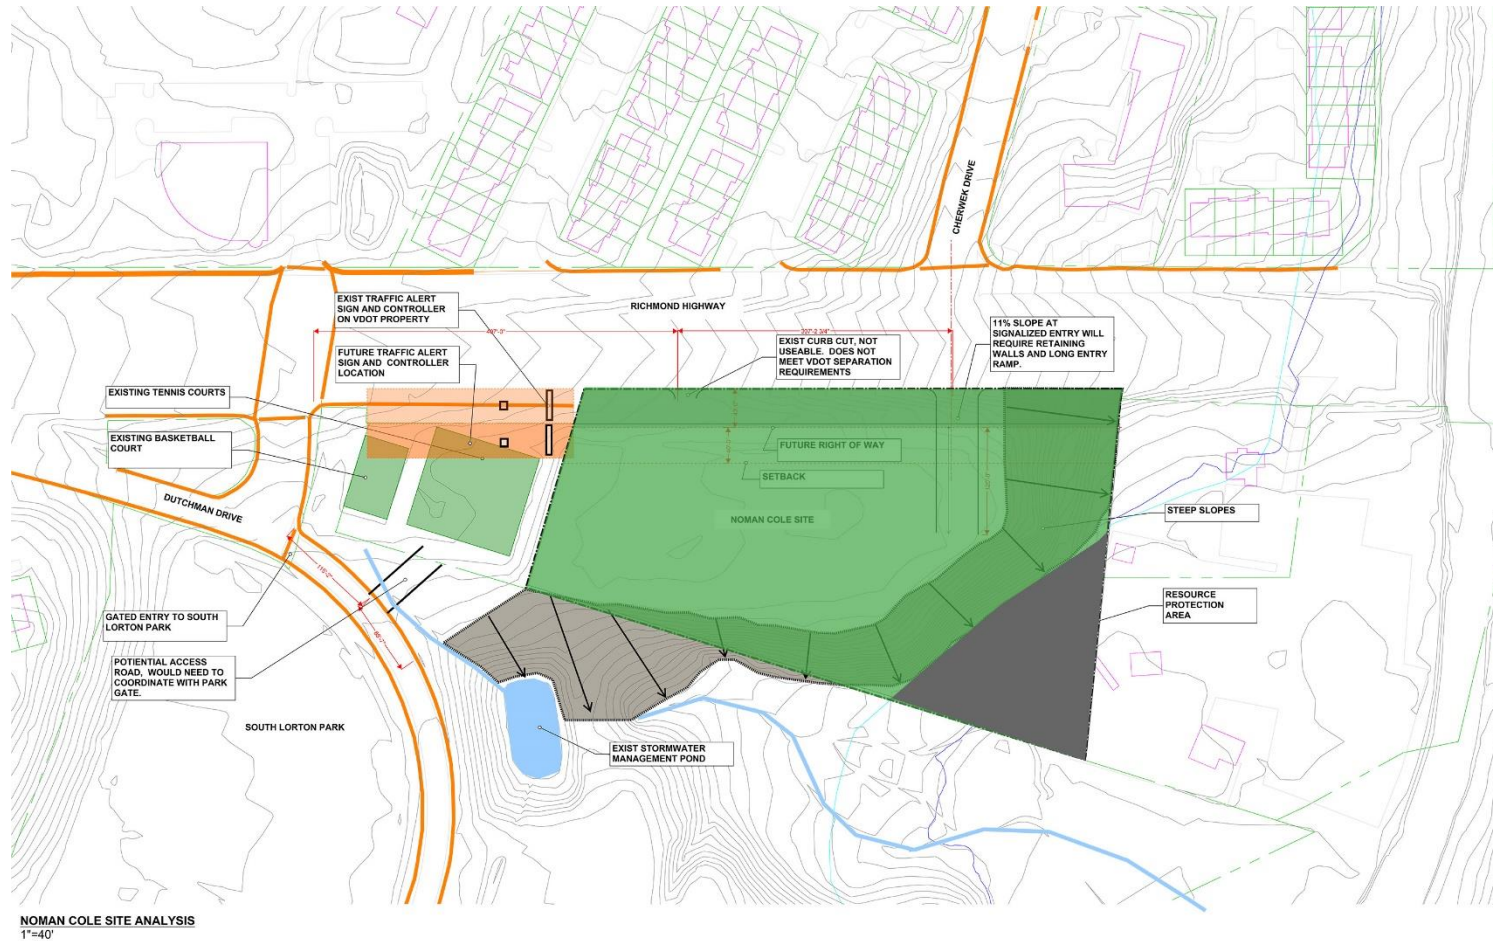 CHERWEK DRIVE
EXIST TRAFFIC ALERT
SIGN AND CONTROLLER
ON VDOT PROPERTY
RICHMOND HIGHWAY
11% SLOPE AT
SIGNALIZED ENTRY WILL
REQUIRE RETAINING
WALLS AND LONG ENTRY
RAMP.
EXIST CURB CUT, NOT
USEABLE. DOES NOT
MEET VDOT SEPARATION
REQUIREMENTS
FUTURE TRAFFIC ALERT
SIGN AND CONTROLLER
LOCATION
EXISTING TENNIS COURTS
EXISTING BASKETBALL
COURT
FUTURE RIGHT OF WAY
SETBACK
DUTCHMAN DRIVE
NOMAN COLE SITE
STEEP SLOPES
GATED ENTRY TO SOUTH
LORTON PARK
RESOURCE
PROTECTION
AREA
POTIENTIAL ACCESS
ROAD, WOULD NEED TO
COORDINATE WITH PARK
GATE.
SOUTH LORTON PARK
EXIST STORMWATER
MANAGEMENT POND
NOMAN COLE SITE ANALYSIS
1"=40'